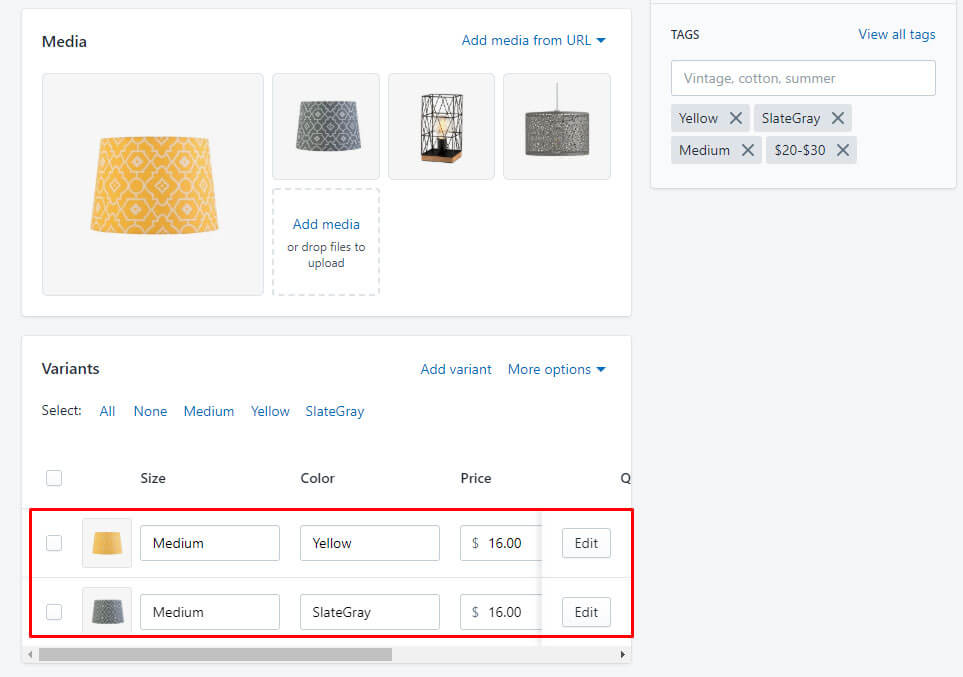 Media
Add media from URL
Add media
or drop files to
upload
TAGS
View all tags
Vintage, cotton, summer
Yellow
SlateGray
Medium
$20-$30
Variants
Add variant
More options
Select:
All
None
Medium
Yellow
SlateGray
Size
Color
Price
Q
Medium
Yellow
$ 16.00
Edit
Medium
SlateGray
$ 16.00
Edit